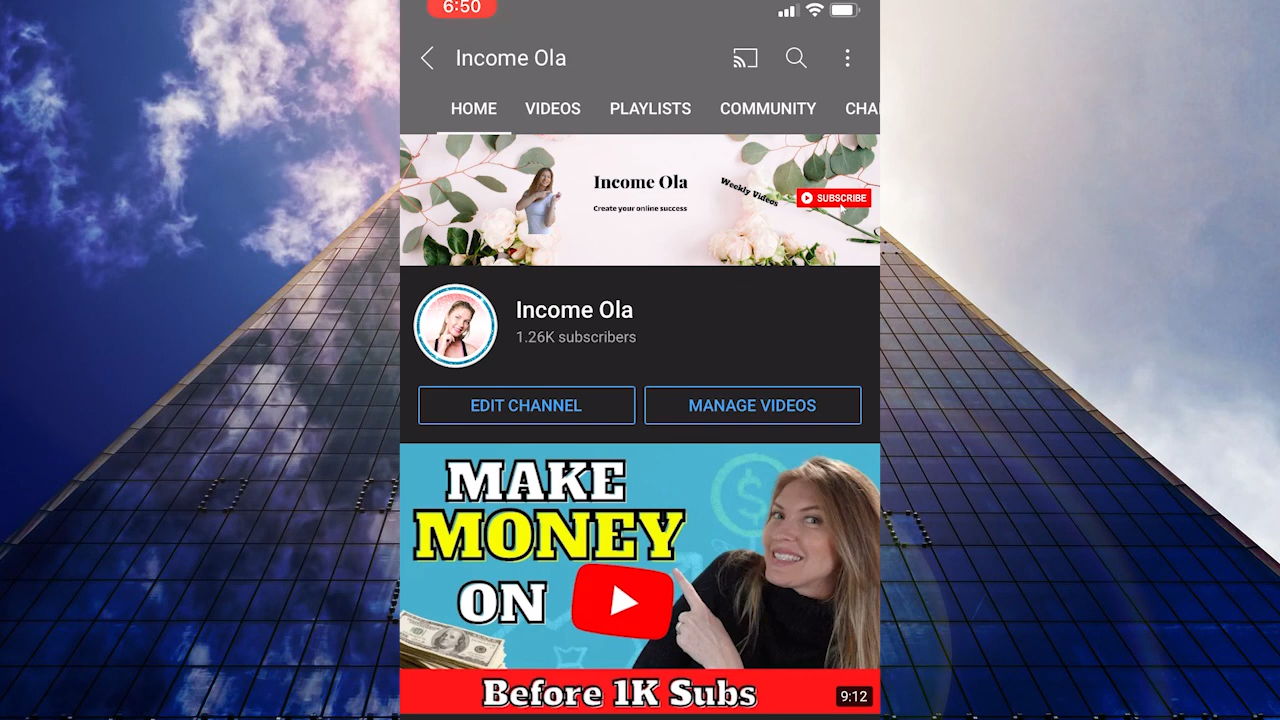 6:50
Income Ola
HOME VIDEOS PLAYLISTS COMMUNITY CHA
Income Ola
Create your online success
Weekly Videos
SUBSCRIBE
Income Ola
1.26K subscribers
EDIT CHANNEL MANAGE VIDEOS
MAKE
MONEY
ON
Before 1K Subs
9:12